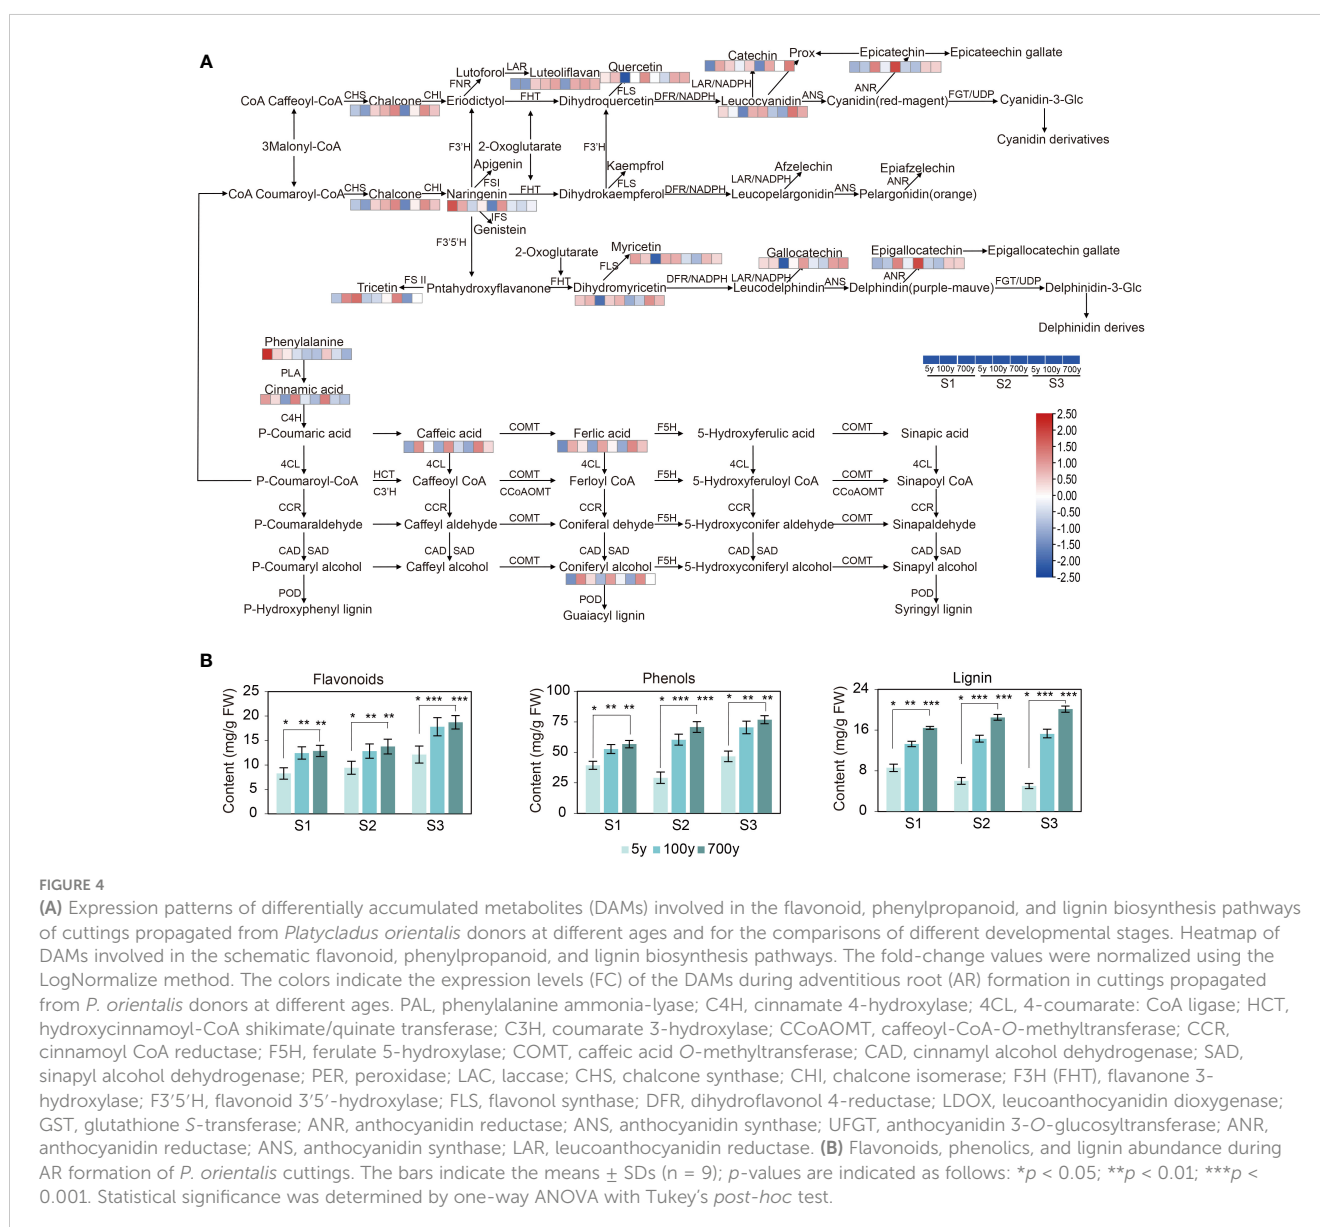 A
Catechin
Prox
Epicatechin
Epicateechin gallate
Lutoforol
LAR
Luteoliflavan
Quercetin
FNR
FLS
LAR/NADPH
ANR
CoA Caffeoyl-CoA
CHS
Chalcone
CHI
Eriodictyol
FHT
Dihydroquercetin
DFR/NADPH
Leucocyanidin
ANS
Cyanidin(red-magent)
FGT/UDP
Cyanidin-3-Glc
3Malonyl-CoA
F3'H
2-Oxoglutarate
F3'H
Cyanidin derivatives
Apigenin
Kaempfrol
Afzelechin
Epiafzelechin
FSI
FLS
LAR/NADPH
ANR
CoA Coumaroyl-CoA
CHS
Chalcone
CHI
Naringenin
FHT
Dihydrokaempferol
DFR/NADPH
Leucopelargonidin
ANS
Pelargonidin(orange)
IFS
Genistein
F3'5'H
2-Oxoglutarate
Myricetin
Gallocatechin
Epigallocatechin
Epigallocatechin gallate
FLS
LAR/NADPH
ANR
Tricetin
FS II
Pntahydroxyflavanone
FHT
Dihydromyricetin
DFR/NADPH
Leucodelphindin
ANS
Delphindin(purple-mauve)
FGT/UDP
Delphinidin-3-Glc
Delphinidin derives
Phenylalanine
PLA
Cinnamic acid
C4H
5y 100y 700y 5y 100y 700y 5y 100y 700y
S1 S2 S3
P-Coumaric acid
Caffeic acid
COMT
Ferlic acid
F5H
5-Hydroxyferulic acid
COMT
Sinapic acid
4CL
4CL
4CL
4CL
4CL
P-Coumaroyl-CoA
HCT
C3'H
Caffeoyl CoA
COMT
CCoAOMT
Ferloyl CoA
F5H
5-Hydroxyferuloyl CoA
COMT
CCoAOMT
Sinapoyl CoA
CCR
CCR
CCR
CCR
CCR
P-Coumaraldehyde
Caffeyl aldehyde
COMT
Coniferal dehyde
F5H
5-Hydroxyconifer aldehyde
COMT
Sinapaldehyde
CAD
CAD SAD
CAD SAD
CAD SAD
CAD SAD
SAD
P-Coumaryl alcohol
Caffeyl alcohol
COMT
Coniferyl alcohol
F5H
5-Hydroxyconiferyl alcohol
COMT
Sinapyl alcohol
POD
POD
POD
P-Hydroxyphenyl lignin
Guaiacyl lignin
Syringyl lignin
2.50
2.00
1.50
1.00
0.50
0.00
-0.50
-1.00
-1.50
-2.00
-2.50
B
Flavonoids
Content (mg/g FW)
25
20
15
10
5
0
* ** **
* ** **
* *** ***
S1 S2 S3
Phenols
Content (mg/g FW)
100
75
50
25
0
* ** **
* *** ***
* ** **
S1 S2 S3
Lignin
Content (mg/g FW)
24
16
8
0
* ** ***
* *** ***
* *** ***
S1 S2 S3
5y 100y 700y
FIGURE 4
(A) Expression patterns of differentially accumulated metabolites (DAMs) involved in the flavonoid, phenylpropanoid, and lignin biosynthesis pathways
of cuttings propagated from Platycladus orientalis donors at different ages and for the comparisons of different developmental stages. Heatmap of
DAMs involved in the schematic flavonoid, phenylpropanoid, and lignin biosynthesis pathways. The fold-change values were normalized using the
LogNormalize method. The colors indicate the expression levels (FC) of the DAMs during adventitious root (AR) formation in cuttings propagated
from P. orientalis donors at different ages. PAL, phenylalanine ammonia-lyase; C4H, cinnamate 4-hydroxylase; 4CL, 4-coumarate: CoA ligase; HCT,
hydroxycinnamoyl-CoA shikimate/quinate transferase; C3H, coumarate 3-hydroxylase; CCoAOMT, caffeoyl-CoA-O-methyltransferase; CCR,
cinnamoyl CoA reductase; F5H, ferulate 5-hydroxylase; COMT, caffeic acid O-methyltransferase; CAD, cinnamyl alcohol dehydrogenase; SAD,
sinapyl alcohol dehydrogenase; PER, peroxidase; LAC, laccase; CHS, chalcone synthase; CHI, chalcone isomerase; F3H (FHT), flavanone 3-
hydroxylase; F3′5′H, flavonoid 3′5′-hydroxylase; FLS, flavonol synthase; DFR, dihydroflavonol 4-reductase; LDOX, leucoanthocyanidin dioxygenase;
GST, glutathione S-transferase; ANR, anthocyanidin reductase; ANS, anthocyanidin synthase; UFGT, anthocyanidin 3-O-glucosyltransferase; ANR,
anthocyanidin reductase; ANS, anthocyanidin synthase; LAR, leucoanthocyanidin reductase. (B) Flavonoids, phenolics, and lignin abundance during
AR formation of P. orientalis cuttings. The bars indicate the means ± SDs (n = 9); p-values are indicated as follows: *p < 0.05; **p < 0.01; ***p <
0.001. Statistical significance was determined by one-way ANOVA with Tukey's post-hoc test.